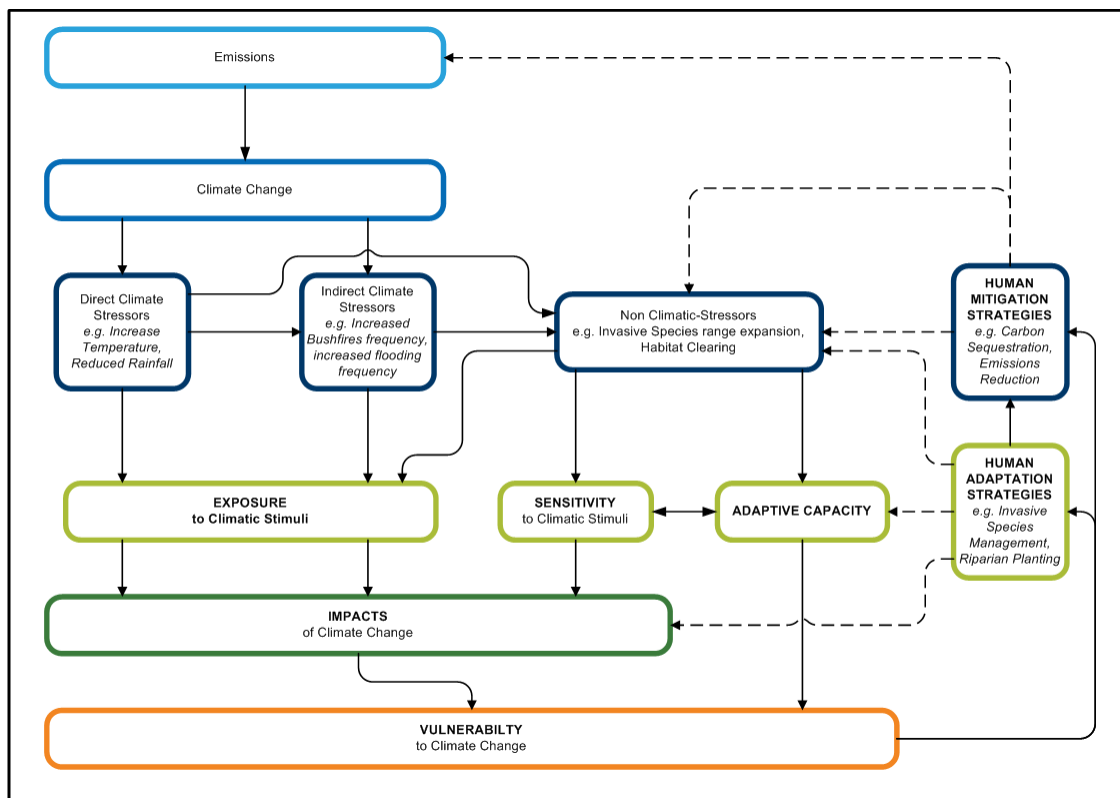 Emissions
Climate Change
Direct Climate
Stressors
e.g. Increase
Temperature,
Reduced Rainfall
Indirect Climate
Stressors
e.g. Increased
Bushfires frequency,
increased flooding
frequency
Non Climatic-Stressors
e.g. Invasive Species range expansion,
Habitat Clearing
HUMAN
MITIGATION
STRATEGIES
e.g. Carbon
Sequestration,
Emissions
Reduction
HUMAN
ADAPTATION
STRATEGIES
e.g. Invasive
Species
Management,
Riparian Planting
EXPOSURE
to Climatic Stimuli
SENSITIVITY
to Climatic Stimuli
ADAPTIVE CAPACITY
IMPACTS
of Climate Change
VULNERABILTY
to Climate Change